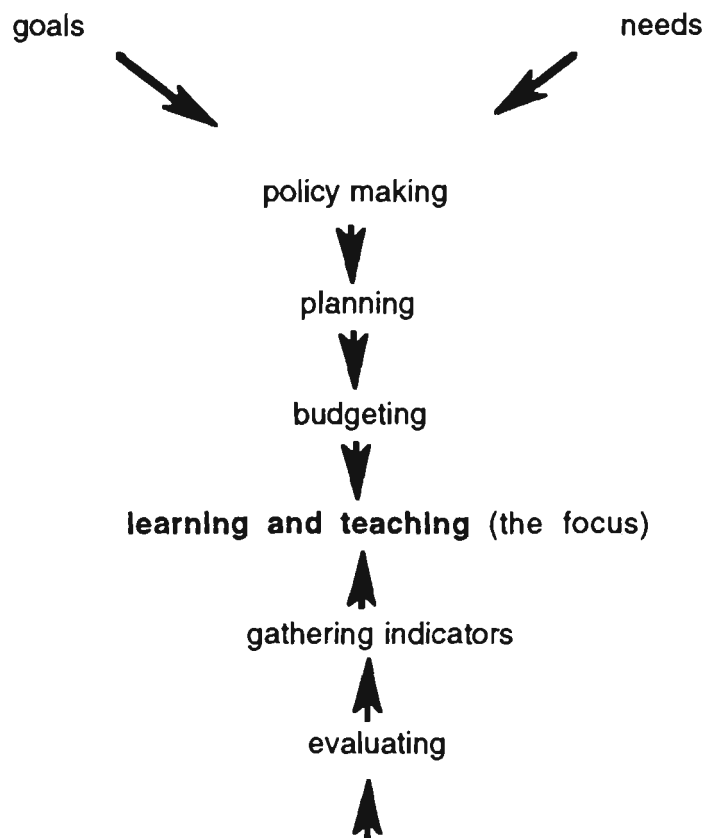 goals needs
policy making
planning
budgeting
learning and teaching (the focus)
gathering indicators
evaluating